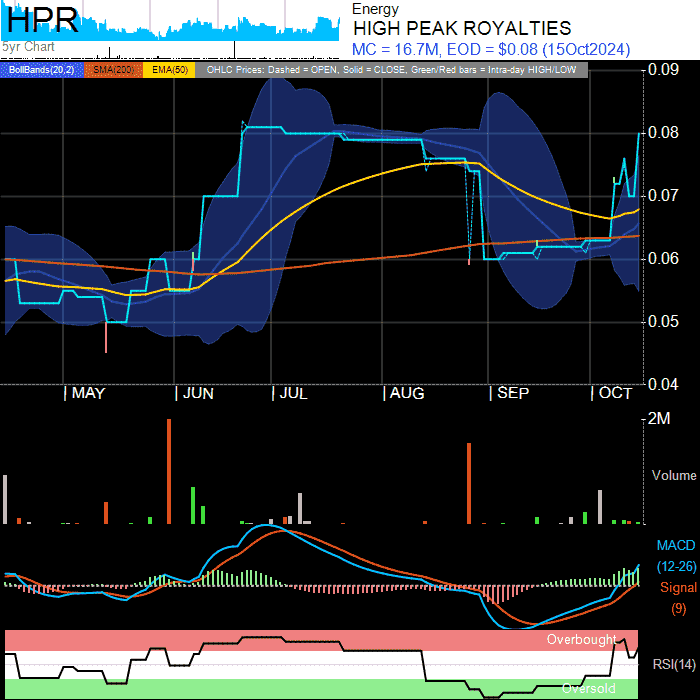 HPR
5yr Chart
Energy
HIGH PEAK ROYALTIES
MC = 16.7M, EOD = $0.08 (15Oct2024)
BollBands(20,2) SMA(200) EMA(50) OHLC Prices: Dashed = OPEN, Solid = CLOSE, Green/Red bars = Intra-day HIGH/LOW
0.09
0.08
0.07
0.06
0.05
0.04
| MAY | JUN | JUL | AUG | SEP | OCT
2M
Volume
MACD
(12-26)
Signal
(9)
Overbought
RSI(14)
Oversold